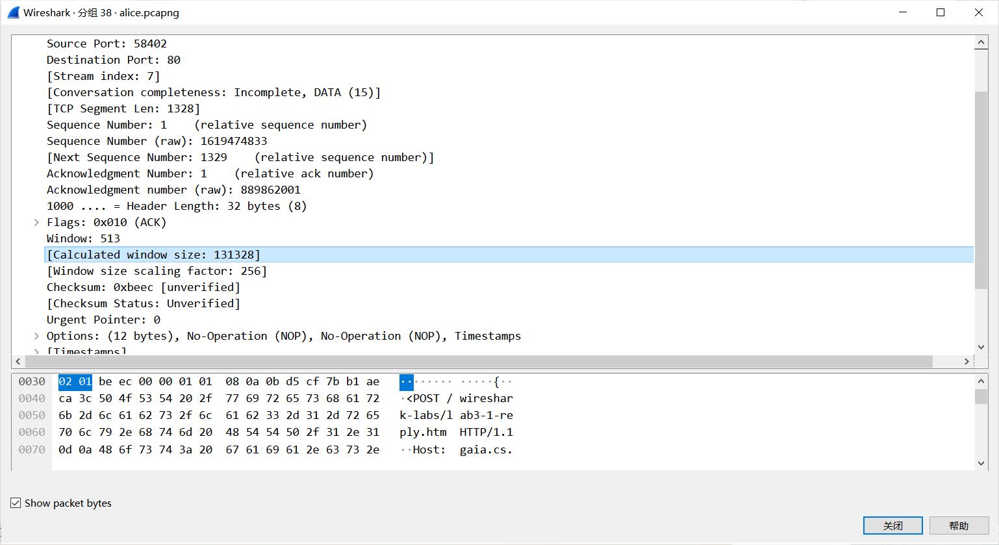 Wireshark · 分组 38 · alice.pcapng
Source Port: 58402
Destination Port: 80
[Stream index: 7]
[Conversation completeness: Incomplete, DATA (15)]
[TCP Segment Len: 1328]
Sequence Number: 1    (relative sequence number)
Sequence Number (raw): 1619474833
[Next Sequence Number: 1329    (relative sequence number)]
Acknowledgment Number: 1    (relative ack number)
Acknowledgment number (raw): 889862001
1000 .... = Header Length: 32 bytes (8)
Flags: 0x010 (ACK)
Window: 513
[Calculated window size: 131328]
[Window size scaling factor: 256]
Checksum: 0xbeec [unverified]
[Checksum Status: Unverified]
Urgent Pointer: 0
Options: (12 bytes), No-Operation (NOP), No-Operation (NOP), Timestamps
[Timestamps]
0030 02 01 be ec 00 00 01 01  08 0a 0b d5 cf 7b b1 ae   ········ ·····{··
0040 ca 3c 50 4f 53 54 20 2f  77 69 72 65 73 68 61 72   ·<POST / wireshar
0050 6b 2d 6c 61 62 73 2f 6c  61 62 33 2d 31 2d 72 65   k-labs/l ab3-1-re
0060 70 6c 79 2e 68 74 6d 20  48 54 54 50 2f 31 2e 31   ply.htm  HTTP/1.1
0070 0d 0a 48 6f 73 74 3a 20  67 61 69 61 2e 63 73 2e   ··Host:  gaia.cs.
Show packet bytes
关闭 帮助